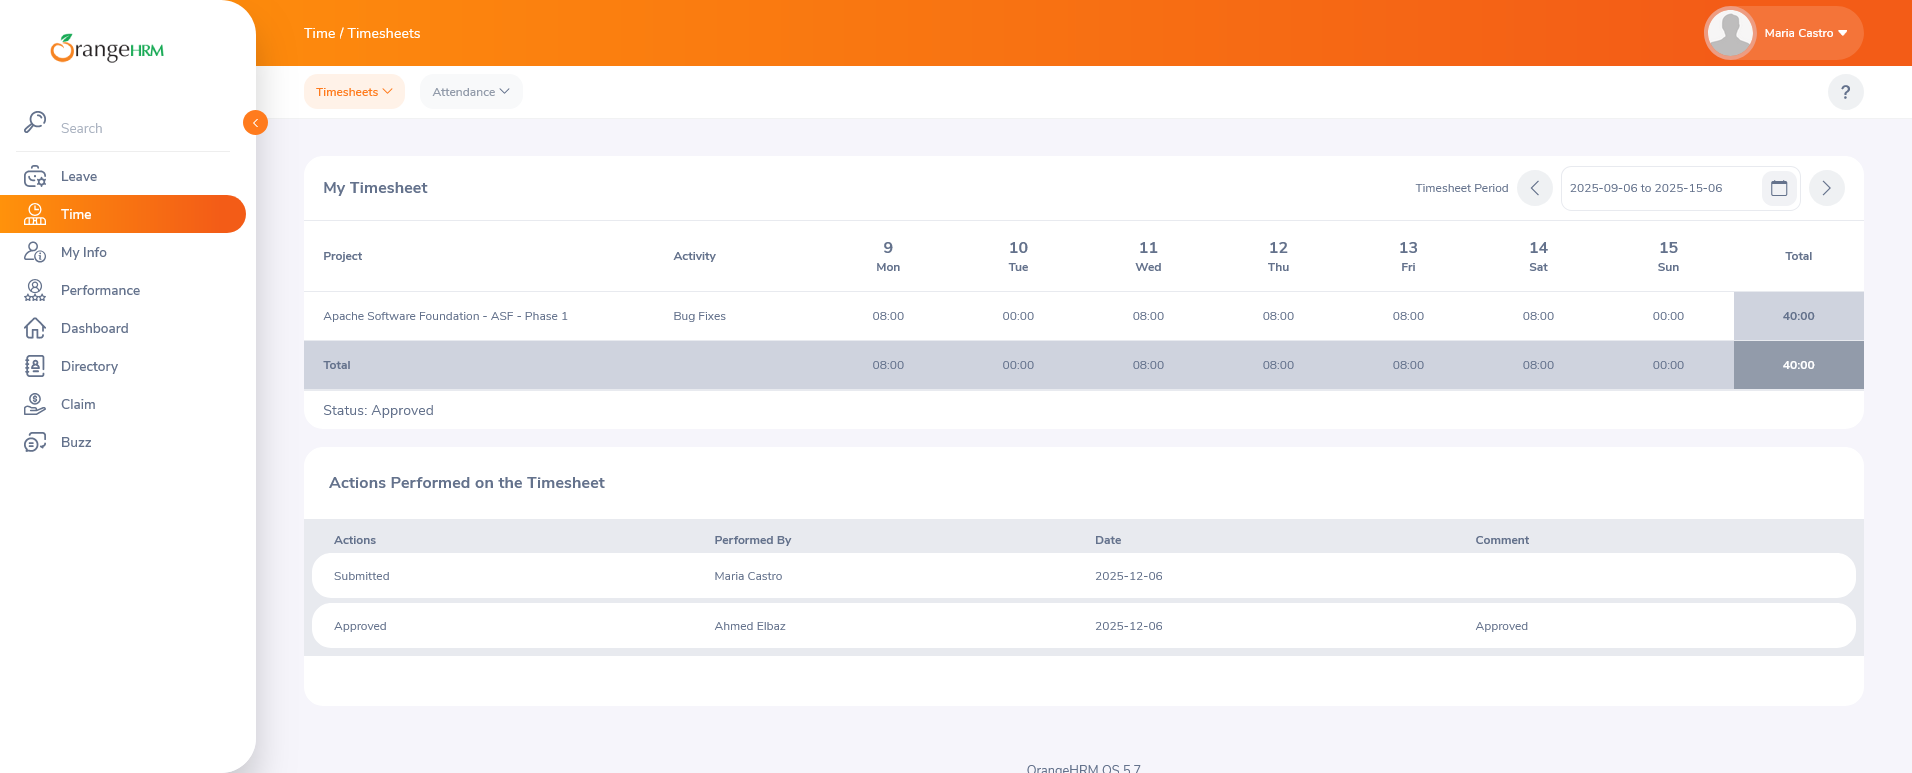 OrangeHRM
Time / Timesheets
Maria Castro
Timesheets
Attendance
?
Search
Leave
Time
My Info
Performance
Dashboard
Directory
Claim
Buzz
My Timesheet
Timesheet Period
2025-09-06 to 2025-15-06
Project Activity 9 10 11 12 13 14 15 Total
Mon Tue Wed Thu Fri Sat Sun
Apache Software Foundation - ASF - Phase 1 Bug Fixes 08:00 00:00 08:00 08:00 08:00 08:00 00:00 40:00
Total 08:00 00:00 08:00 08:00 08:00 08:00 00:00 40:00
Status: Approved
Actions Performed on the Timesheet
Actions Performed By Date Comment
Submitted Maria Castro 2025-12-06
Approved Ahmed Elbaz 2025-12-06 Approved
OrangeHRM OS 5.7